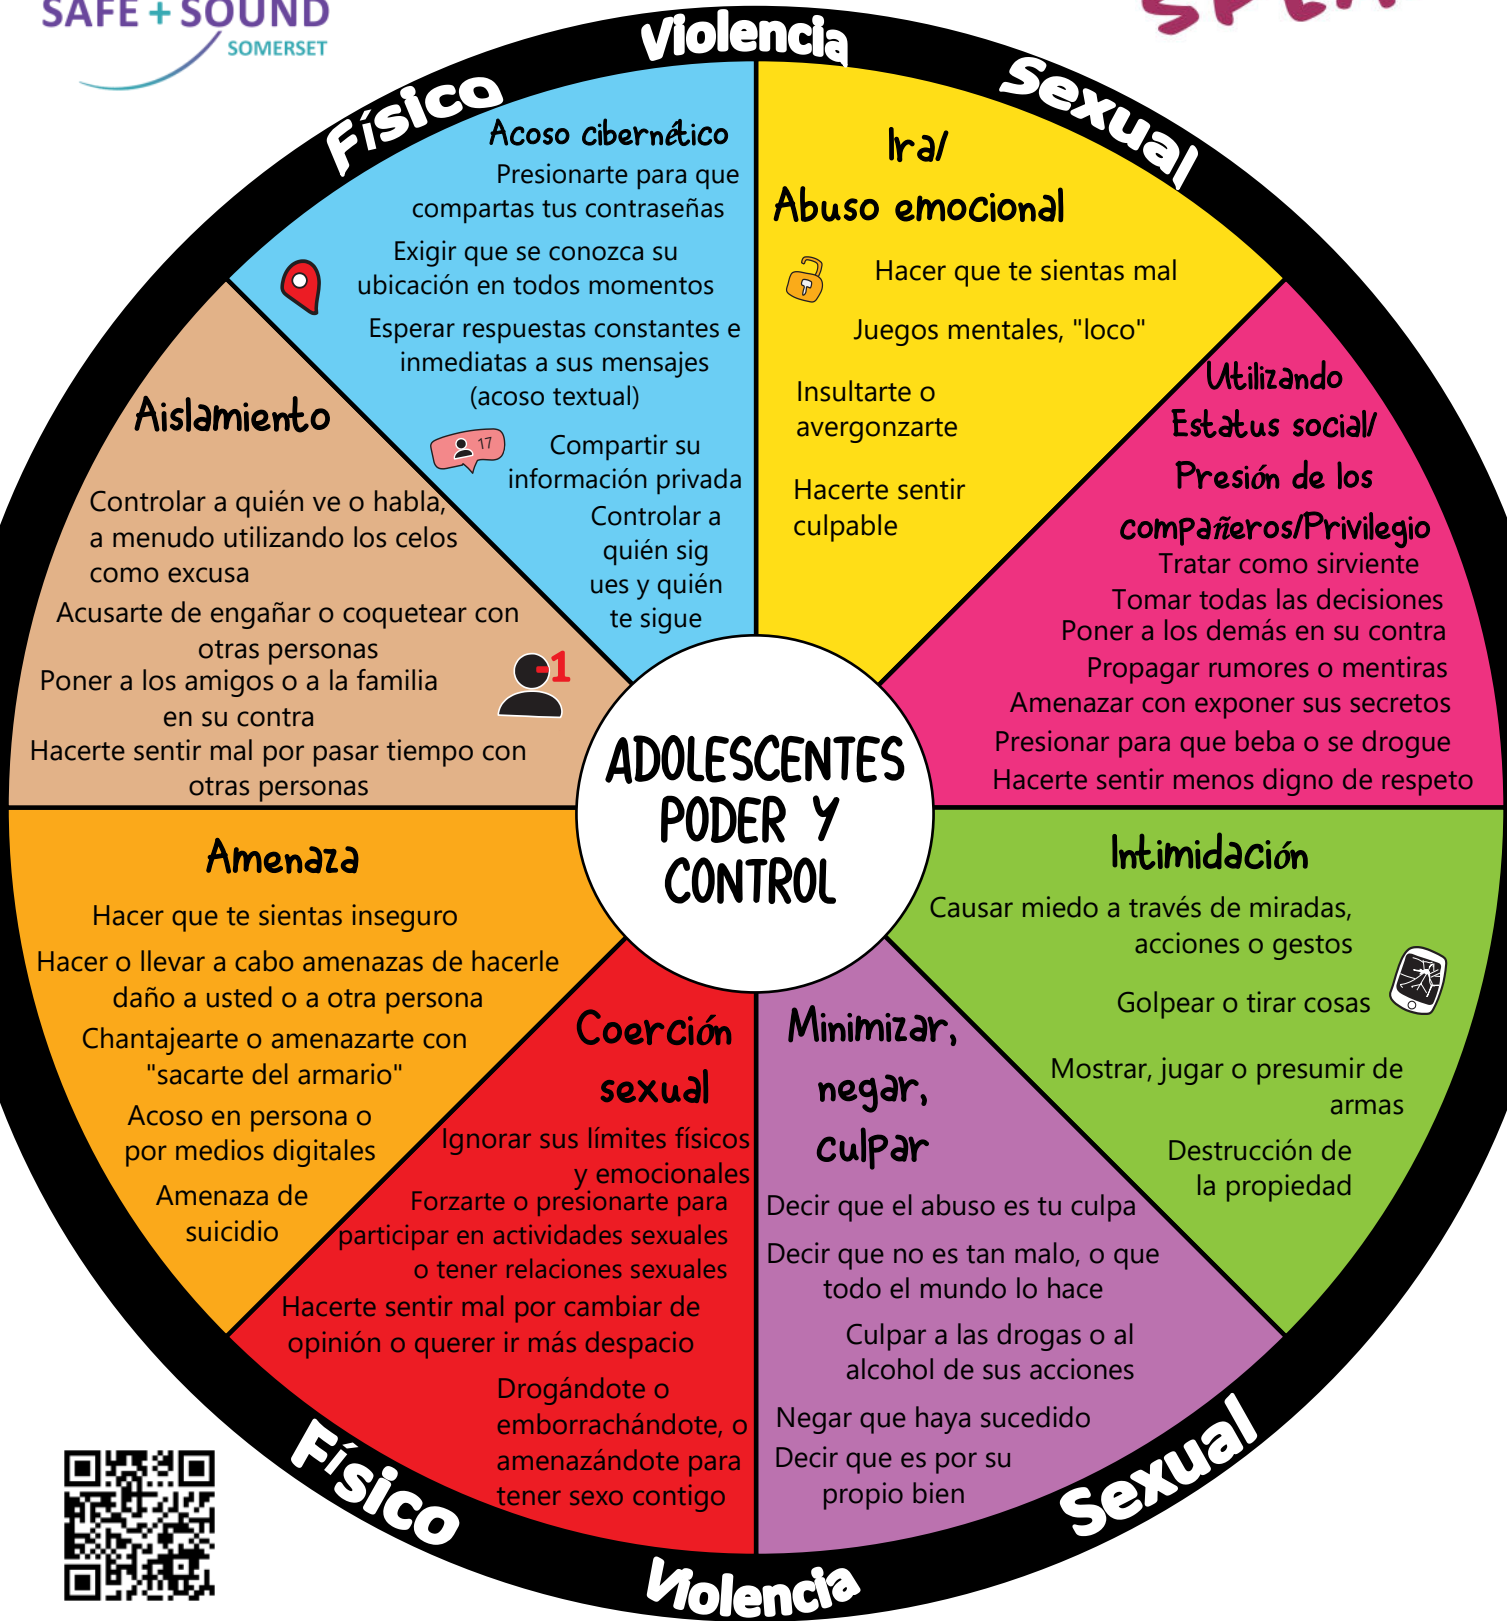 SAFE + SOUND
SOMERSET
Físico
Violencia
Sexual
Acoso cibernético
Presionarte para que
compartas tus contraseñas
Exigir que se conozca su
ubicación en todos momentos
Esperar respuestas constantes e
inmediatas a sus mensajes
(acoso textual)
17
Compartir su
información privada
Controlar a
quién sig
ues y quién
te sigue
Ira/
Abuso emocional
Hacer que te sientas mal
Juegos mentales, "loco"
Insultarte o
avergonzarte
Hacerte sentir
culpable
Utilizando
Estatus social/
Presión de los
compañeros/Privilegio
Tratar como sirviente
Tomar todas las decisiones
Poner a los demás en su contra
Propagar rumores o mentiras
Amenazar con exponer sus secretos
Presionar para que beba o se drogue
Hacerte sentir menos digno de respeto
Aislamiento
Controlar a quién ve o habla,
a menudo utilizando los celos
como excusa
Acusarte de engañar o coquetear con
otras personas
Poner a los amigos o a la familia
en su contra
-1
Hacerte sentir mal por pasar tiempo con
otras personas
ADOLESCENTES
PODER Y
CONTROL
Amenaza
Hacer que te sientas inseguro
Hacer o llevar a cabo amenazas de hacerle
daño a usted o a otra persona
Chantajearte o amenazarte con
"sacarte del armario"
Acoso en persona o
por medios digitales
Amenaza de
suicidio
Coerción
sexual
Ignorar sus límites físicos
y emocionales
Forzarte o presionarte para
participar en actividades sexuales
o tener relaciones sexuales
Hacerte sentir mal por cambiar de
opinión o querer ir más despacio
Drogándote o
emborrachándote, o
amenazándote para
tener sexo contigo
Minimizar,
negar,
culpar
Decir que el abuso es tu culpa
Decir que no es tan malo, o que
todo el mundo lo hace
Culpar a las drogas o al
alcohol de sus acciones
Negar que haya sucedido
Decir que es por su
propio bien
Intimidación
Causar miedo a través de miradas,
acciones o gestos
Golpear o tirar cosas
Mostrar, jugar o presumir de
armas
Destrucción de
la propiedad
Físico
Violencia
Sexual